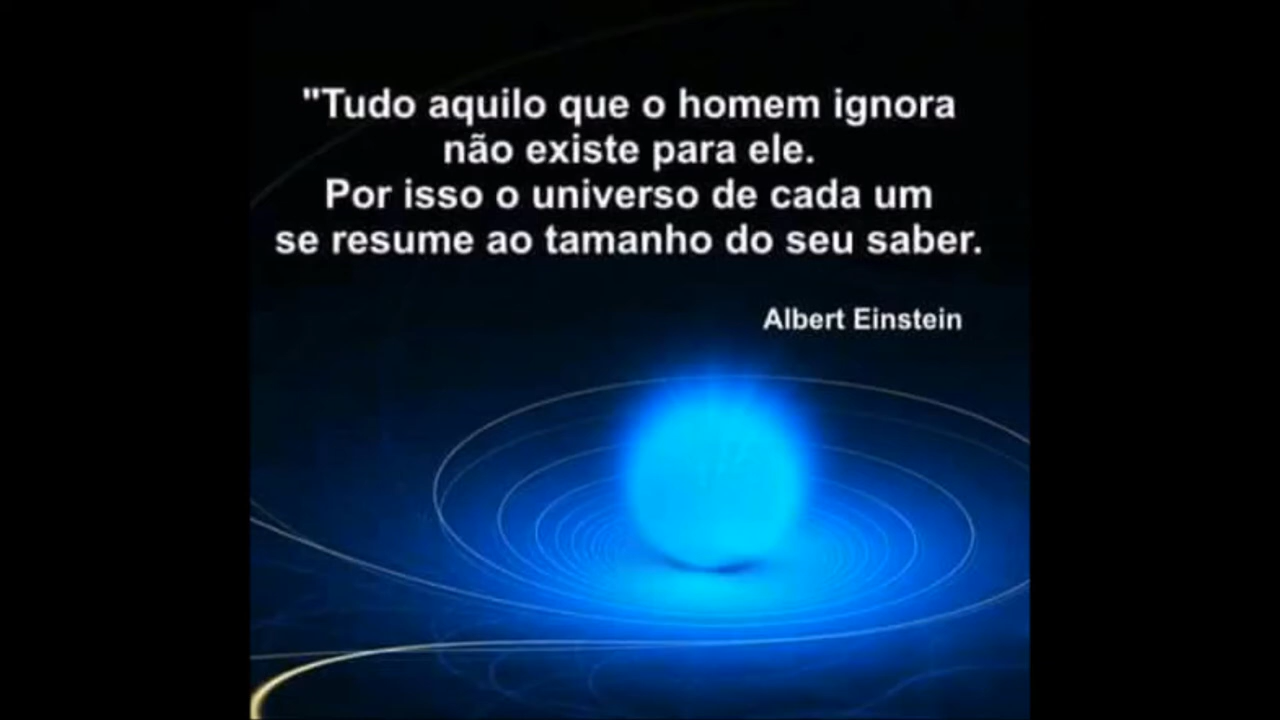 "Tudo aquilo que o homem ignora
não existe para ele.
Por isso o universo de cada um
se resume ao tamanho do seu saber.
Albert Einstein